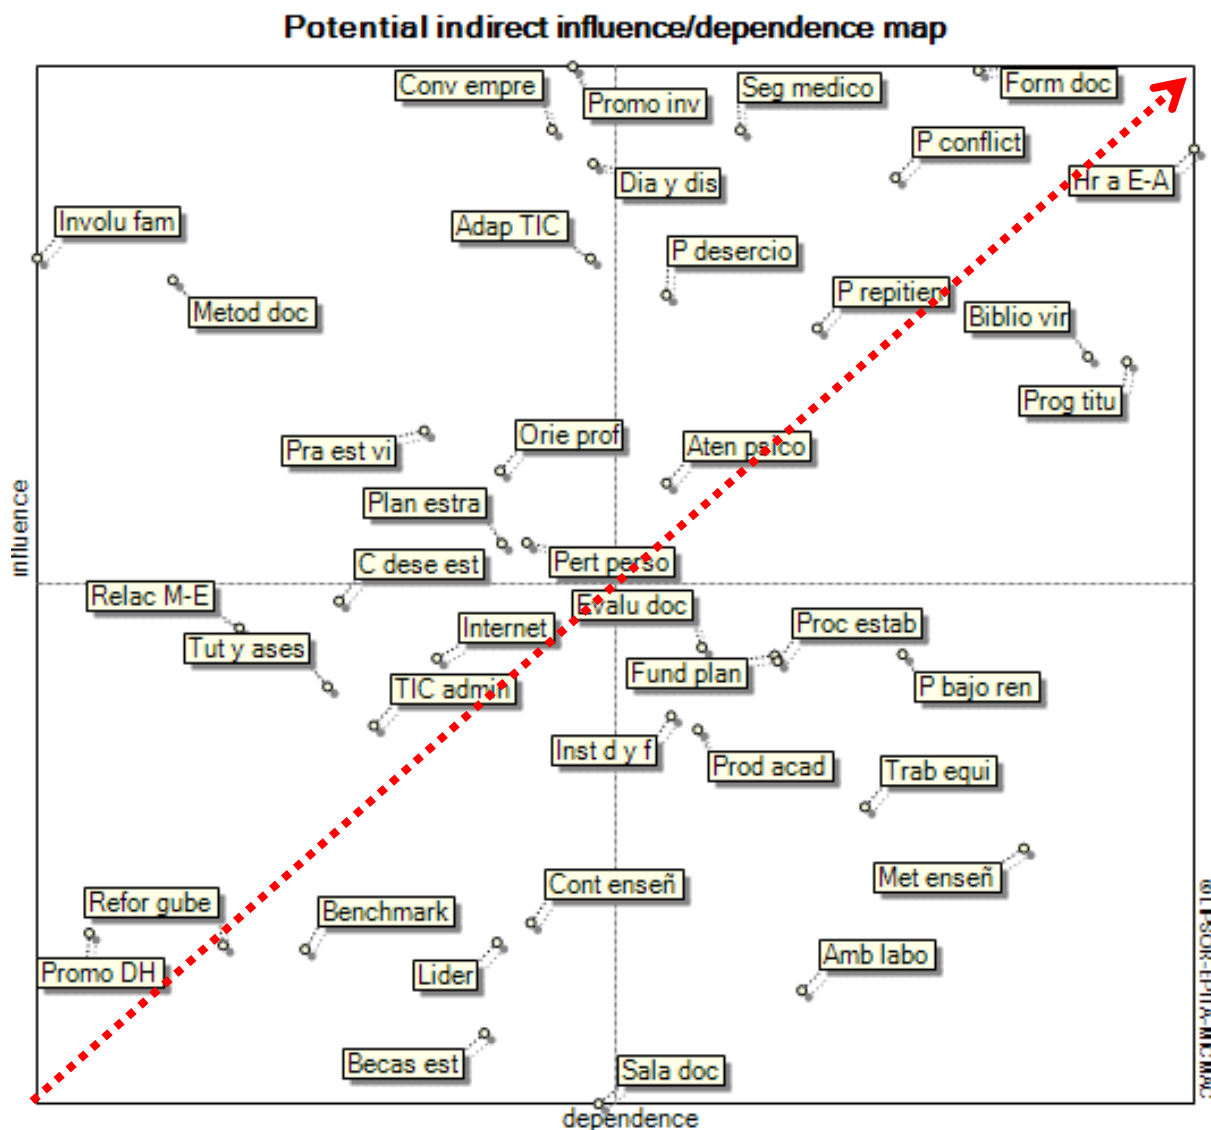 Potential indirect influence/dependence map
Conv empre
Promo inv
Seg medico
Form doc
P conflict
Hr a E-A
Dia y dis
Involu fam
Adap TIC
P desercio
Metod doc
P repitien
Biblio vir
Prog titu
Pra est vi
Orie prof
Aten psico
Plan estra
influence
C dese est
Pert perso
Relac M-E
Evalu doc
Internet
Proc estab
Tut y ases
Fund plan
P bajo ren
TIC admin
Inst d y f
Prod acad
Trab equi
Met enseñ
Cont enseñ
Refor gube
Benchmark
Promo DH
Lider
Amb labo
Becas est
Sala doc
dependence
© LIPSOR-EPITA-MICMAC